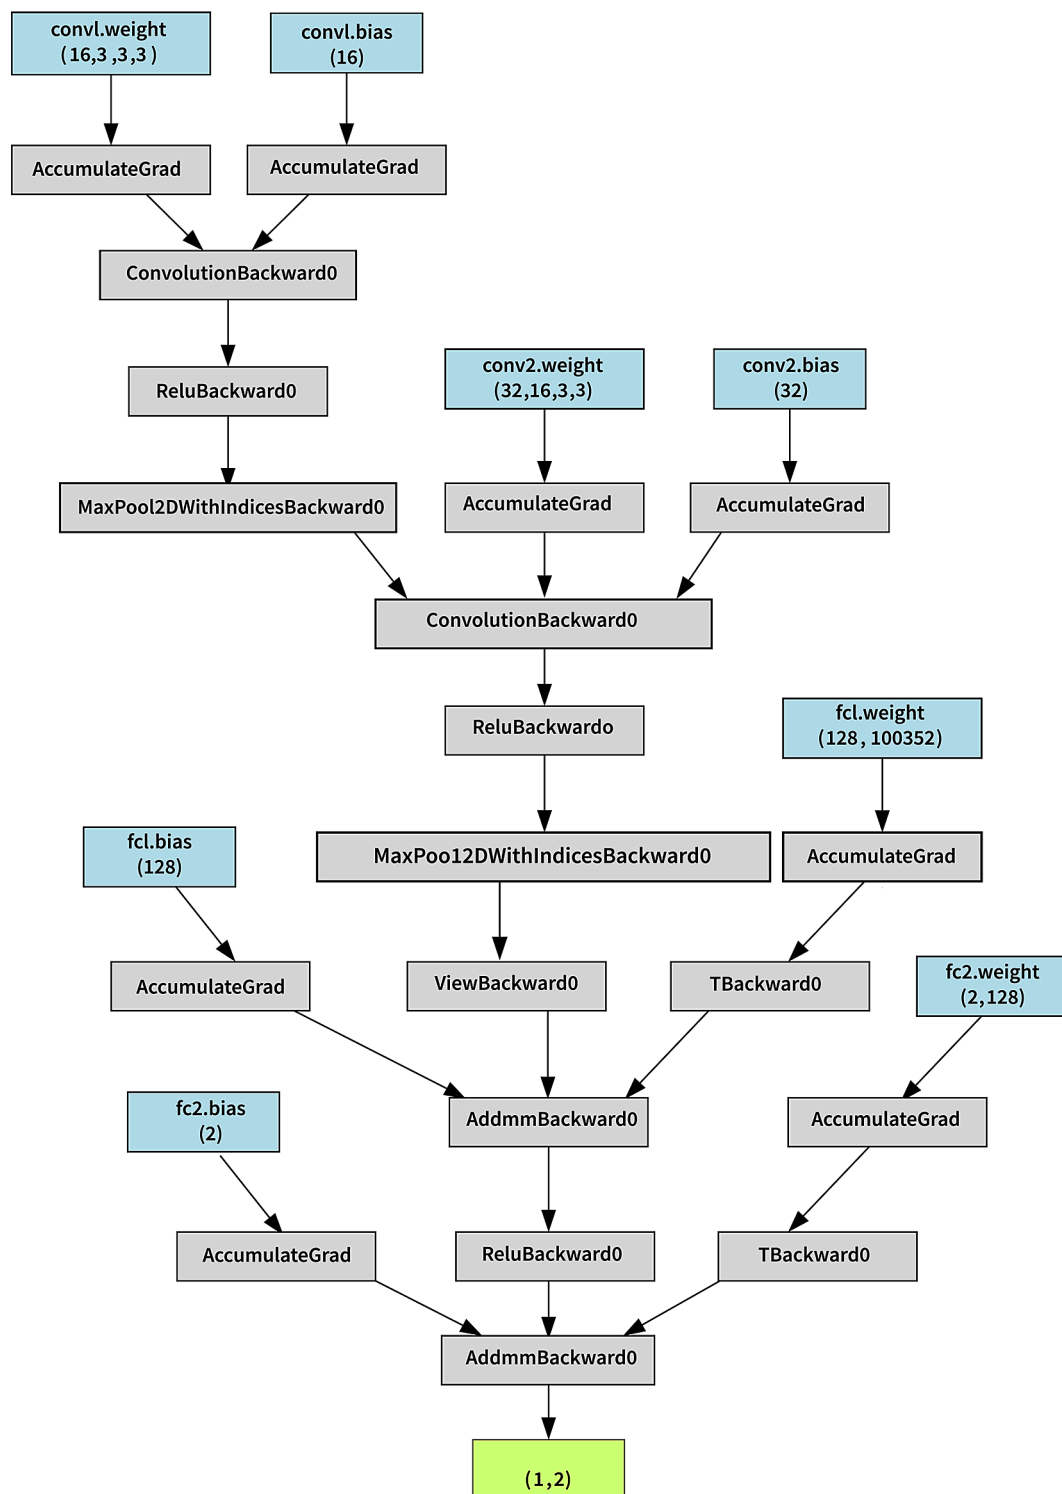 convl.weight
(16,3,3,3)
convl.bias
(16)
AccumulateGrad
AccumulateGrad
ConvolutionBackward0
ReluBackward0
conv2.weight
(32,16,3,3)
conv2.bias
(32)
MaxPool2DWithIndicesBackward0
AccumulateGrad
AccumulateGrad
ConvolutionBackward0
ReluBackwardo
fcl.weight
(128, 100352)
fcl.bias
(128)
MaxPoo12DWithIndicesBackward0
AccumulateGrad
AccumulateGrad
ViewBackward0
TBackward0
fc2.weight
(2,128)
fc2.bias
(2)
AddmmBackward0
AccumulateGrad
AccumulateGrad
ReluBackward0
TBackward0
AddmmBackward0
(1,2)